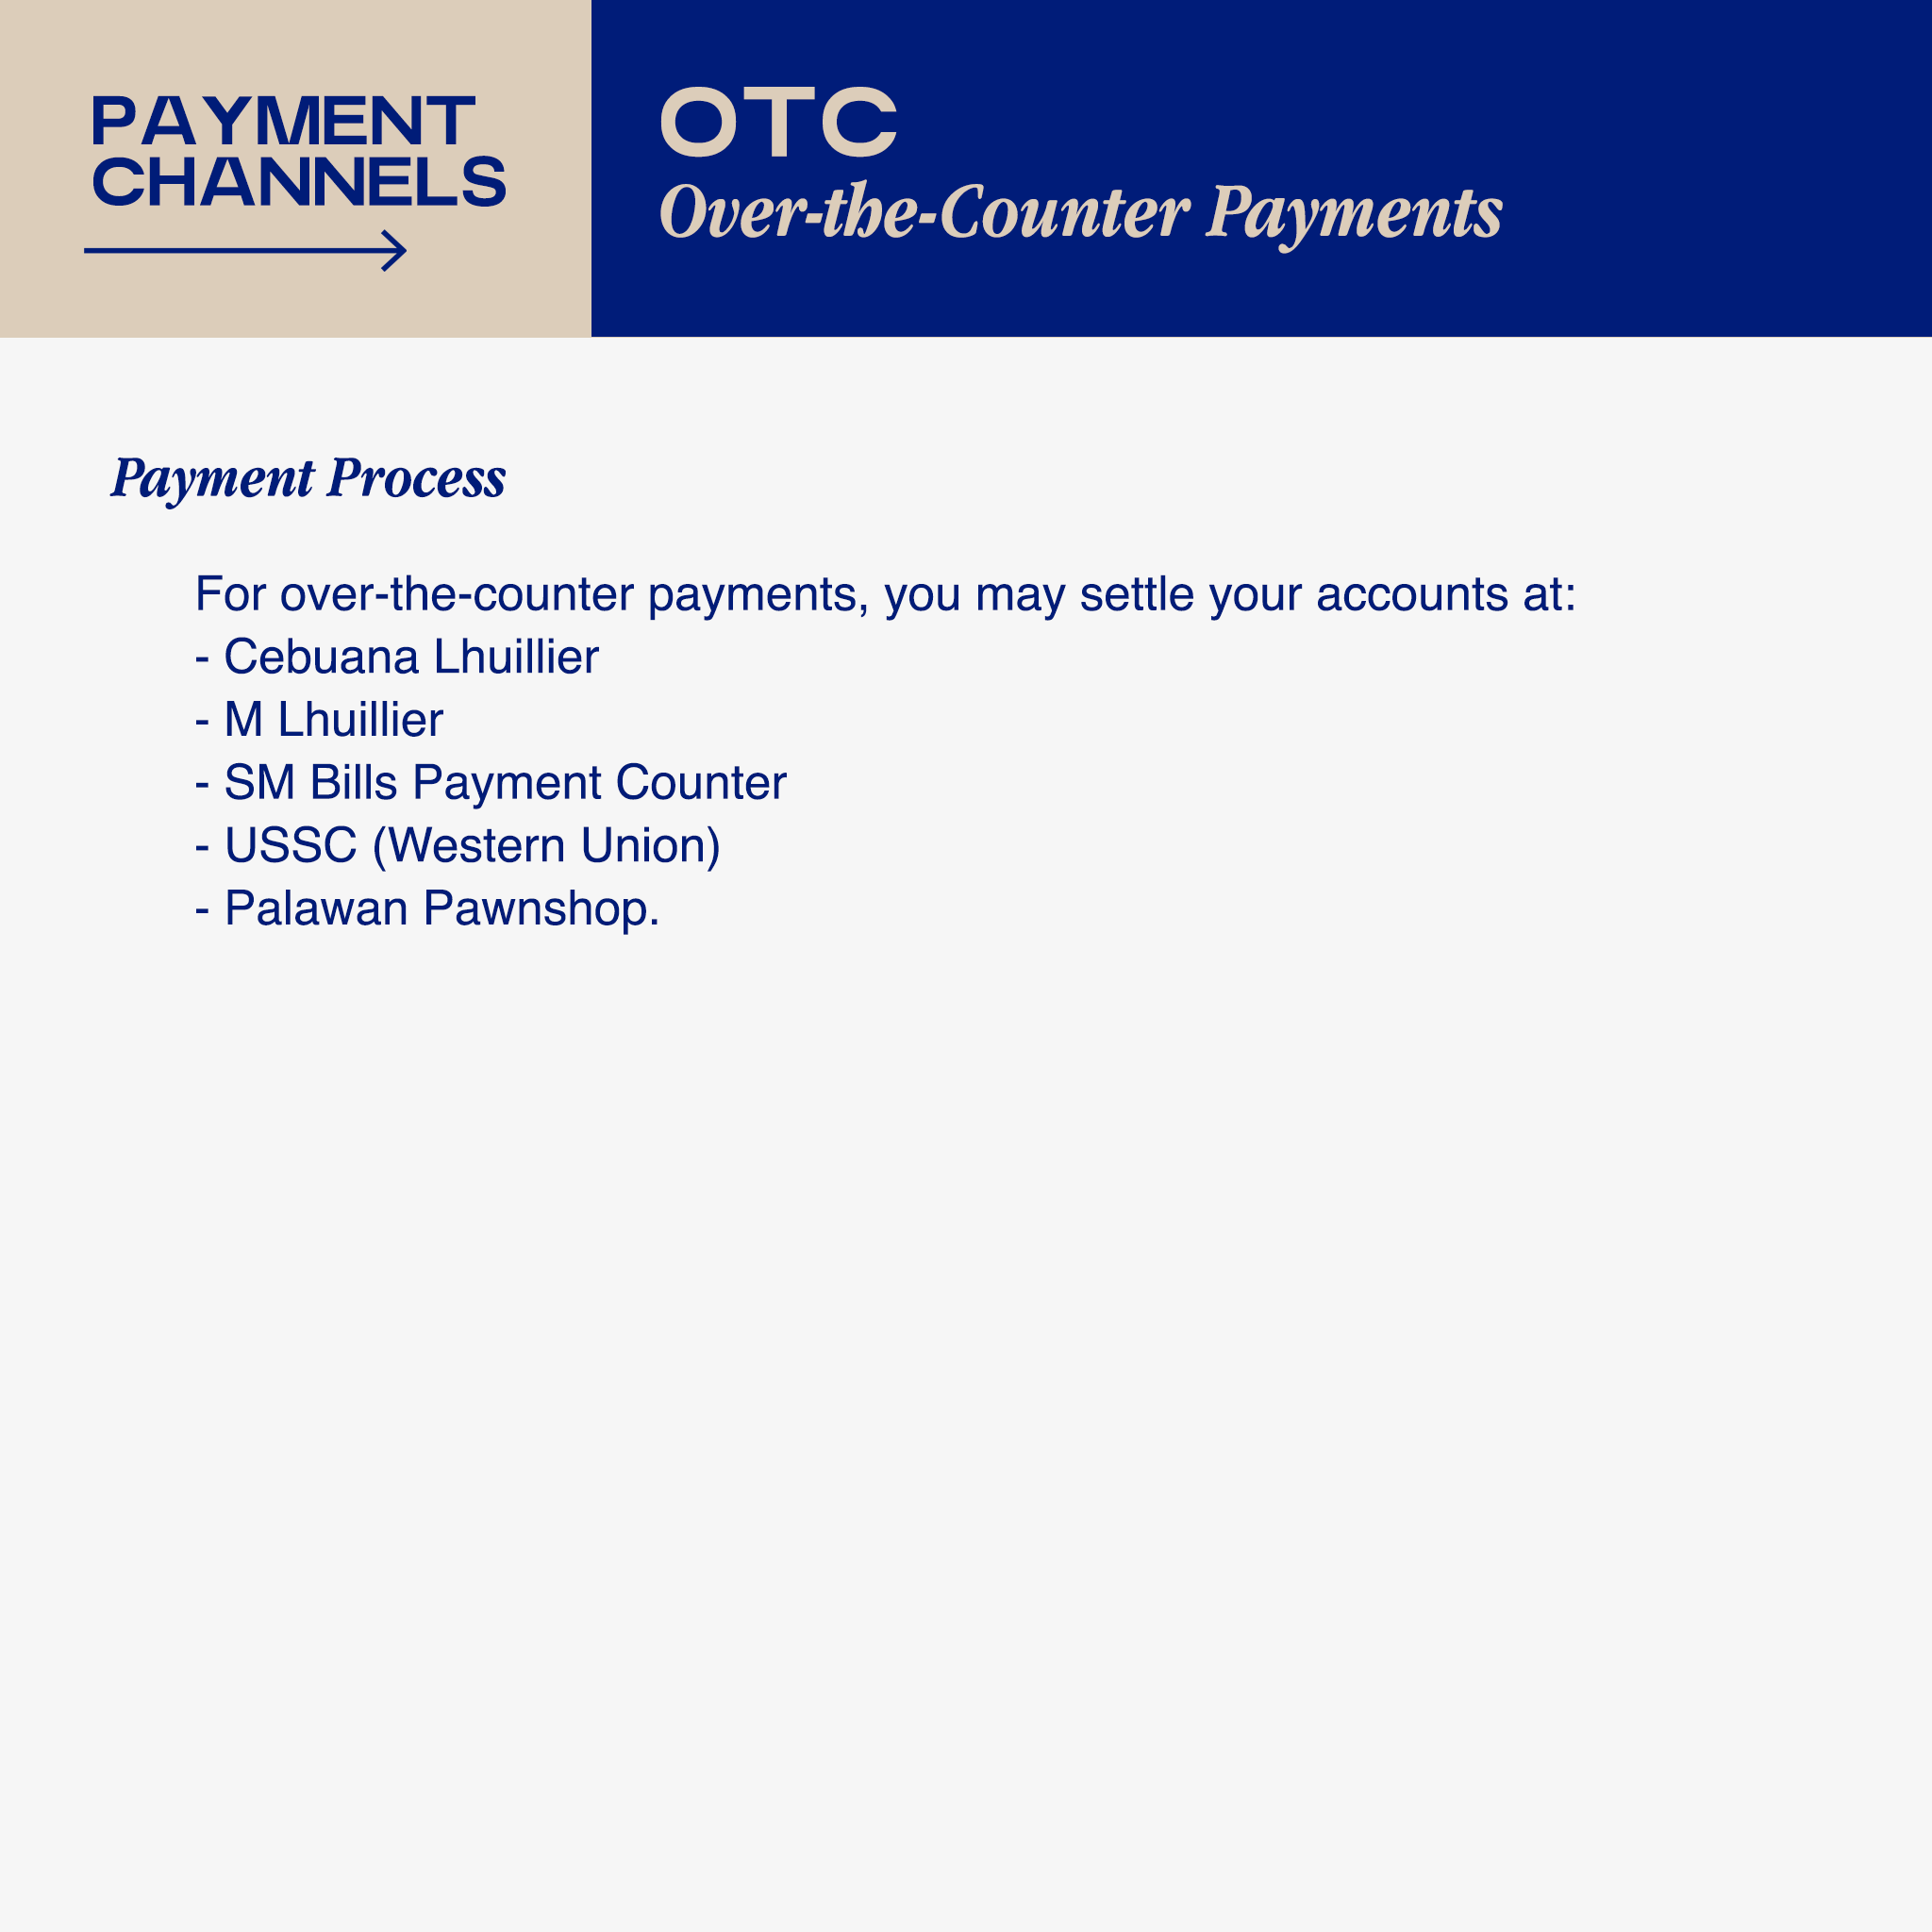 PAYMENT
CHANNELS
OTC
Over-the-Counter Payments
Payment Process
For over-the-counter payments, you may settle your accounts at:
- Cebuana Lhuillier
- M Lhuillier
- SM Bills Payment Counter
- USSC (Western Union)
- Palawan Pawnshop.